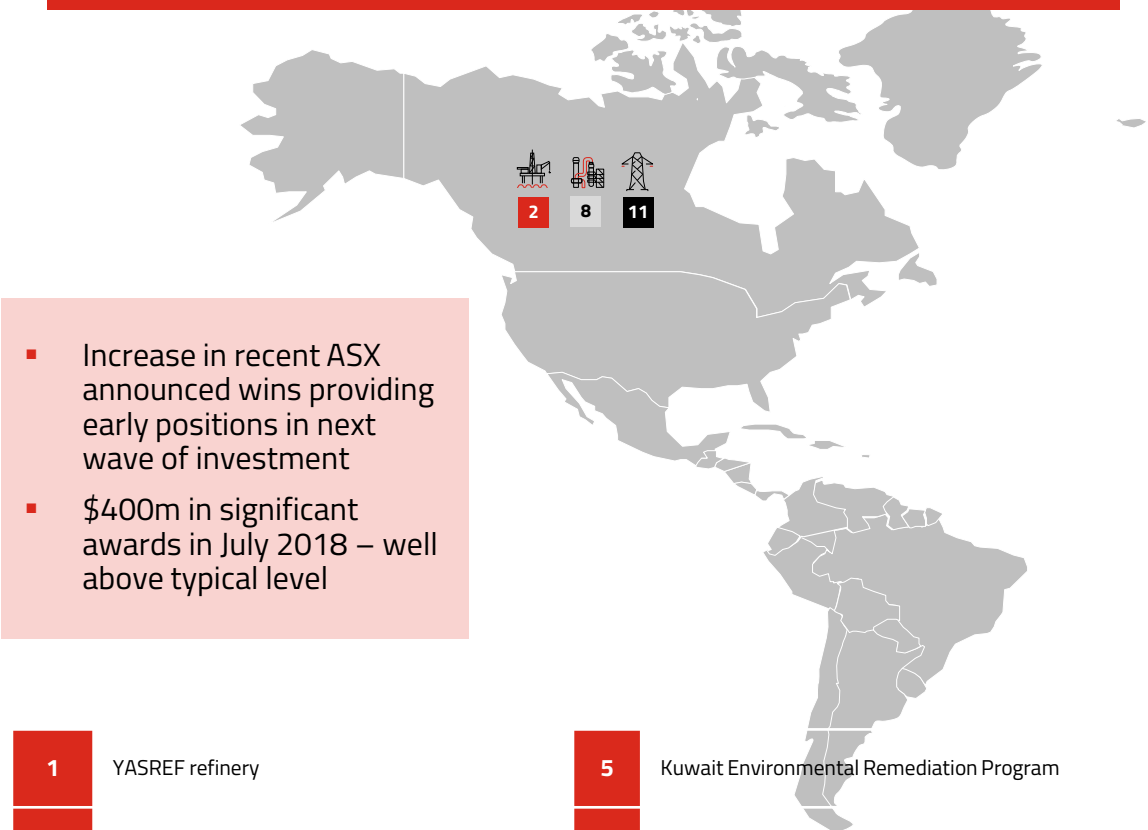 2 8 11
Increase in recent ASX
announced wins providing
early positions in next
wave of investment
$400m in significant
awards in July 2018 – well
above typical level
1 YASREF refinery
5 Kuwait Environmental Remediation Program